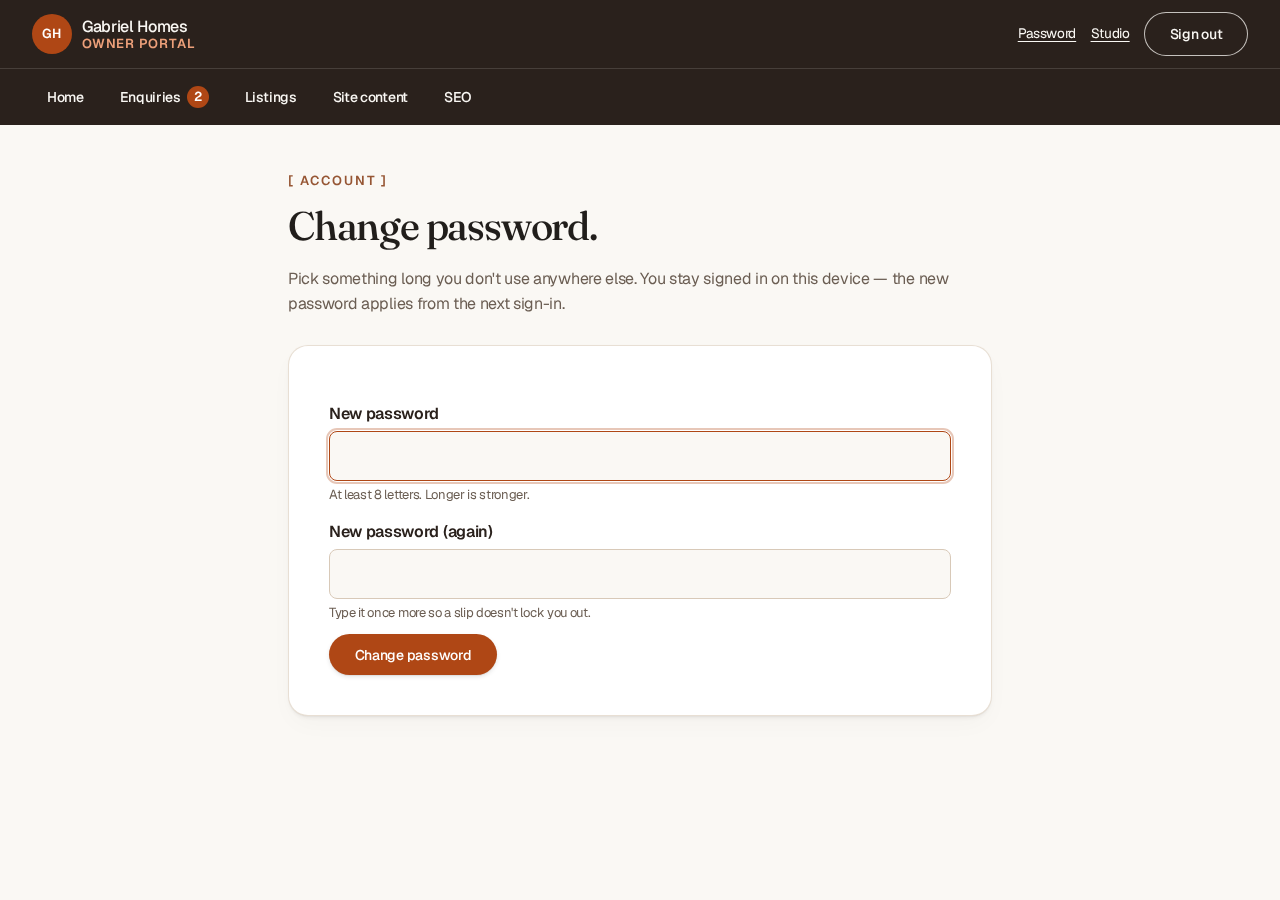 GH
Gabriel Homes
OWNER PORTAL
Password
Studio
Sign out
Home
Enquiries 2
Listings
Site content
SEO
[ ACCOUNT ]
Change password.
Pick something long you don't use anywhere else. You stay signed in on this device — the new
password applies from the next sign-in.
New password
At least 8 letters. Longer is stronger.
New password (again)
Type it once more so a slip doesn't lock you out.
Change password